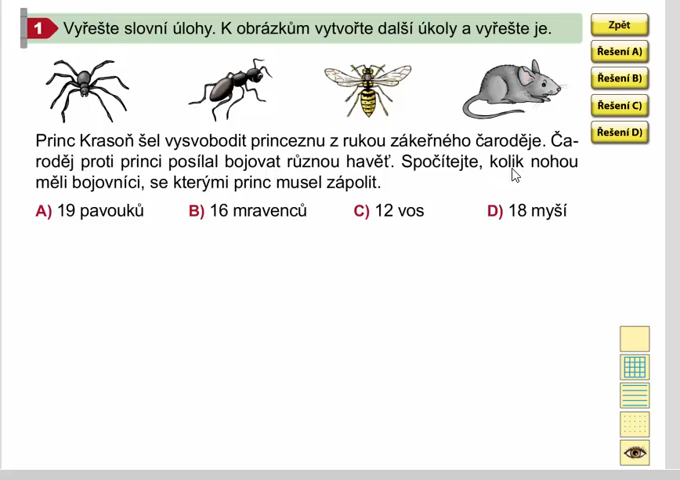 1 Vyřešte slovní úlohy. K obrázkům vytvořte další úkoly a vyřešte je.
Zpět
Řešení A)
Řešení B)
Řešení C)
Řešení D)
Princ Krasoň šel vysvobodit princeznu z rukou zákeřného čaroděje. Ča-
roděj proti princi posílal bojovat různou havěť. Spočítejte, kolik nohou
měli bojovníci, se kterými princ musel zápolit.
A) 19 pavouků B) 16 mravenců C) 12 vos D) 18 myší